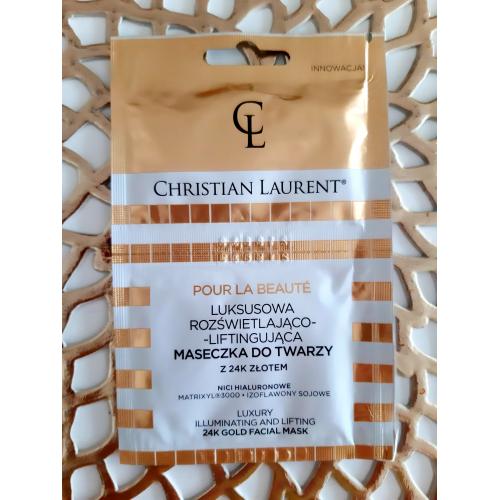 INNOWACJA!
CL
CHRISTIAN LAURENT®
POUR LA BEAUTÉ
LUKSUSOWA
ROZŚWIETLAJĄCO-
-LIFTINGUJĄCA
MASECZKA DO TWARZY
Z 24K ZŁOTEM
NICI HIALURONOWE
MATRIXYL®3000 • IZOFLAWONY SOJOWE
LUXURY
ILLUMINATING AND LIFTING
24K GOLD FACIAL MASK